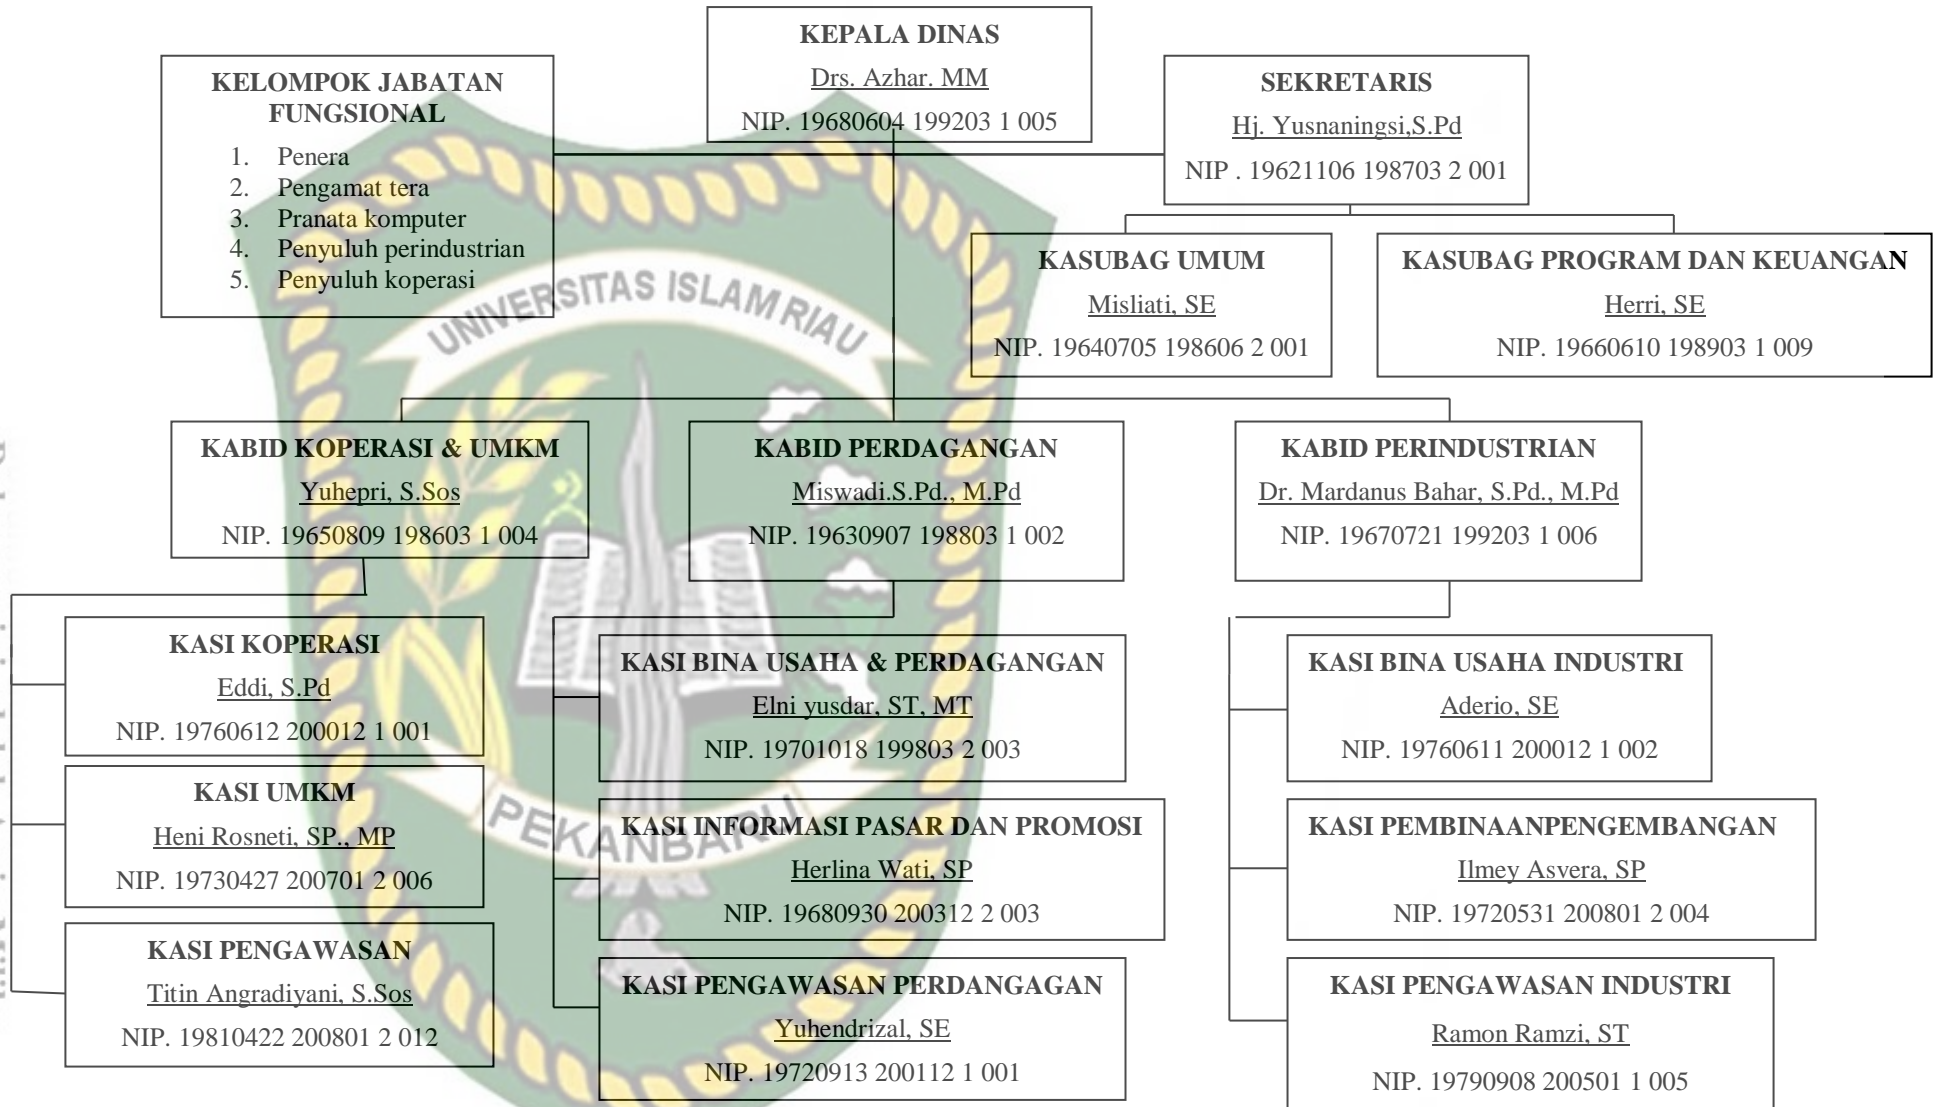 KEPALA DINAS
Drs. Azhar. MM
NIP. 19680604 199203 1 005
KELOMPOK JABATAN
FUNGSIONAL
1. Penera
2. Pengamat tera
3. Pranata komputer
4. Penyuluh perindustrian
5. Penyuluh koperasi
SEKRETARIS
Hj. Yusnaningsi,S.Pd
NIP . 19621106 198703 2 001
KASUBAG UMUM
Misliati, SE
NIP. 19640705 198606 2 001
KASUBAG PROGRAM DAN KEUANGAN
Herri, SE
NIP. 19660610 198903 1 009
UNIVERSITAS ISLAM RIAU
KABID KOPERASI & UMKM
Yuhepri, S.Sos
NIP. 19650809 198603 1 004
KABID PERDAGANGAN
Miswadi.S.Pd., M.Pd
NIP. 19630907 198803 1 002
KABID PERINDUSTRIAN
Dr. Mardanus Bahar, S.Pd., M.Pd
NIP. 19670721 199203 1 006
KASI KOPERASI
Eddi, S.Pd
NIP. 19760612 200012 1 001
KASI UMKM
Heni Rosneti, SP., MP
NIP. 19730427 200701 2 006
KASI PENGAWASAN
Titin Angradiyani, S.Sos
NIP. 19810422 200801 2 012
KASI BINA USAHA & PERDAGANGAN
Elni yusdar, ST, MT
NIP. 19701018 199803 2 003
PEKANBARU
KASI INFORMASI PASAR DAN PROMOSI
Herlina Wati, SP
NIP. 19680930 200312 2 003
KASI PENGAWASAN PERDANGAGAN
Yuhendrizal, SE
NIP. 19720913 200112 1 001
KASI BINA USAHA INDUSTRI
Aderio, SE
NIP. 19760611 200012 1 002
KASI PEMBINAANPENGEMBANGAN
Ilmey Asvera, SP
NIP. 19720531 200801 2 004
KASI PENGAWASAN INDUSTRI
Ramon Ramzi, ST
NIP. 19790908 200501 1 005